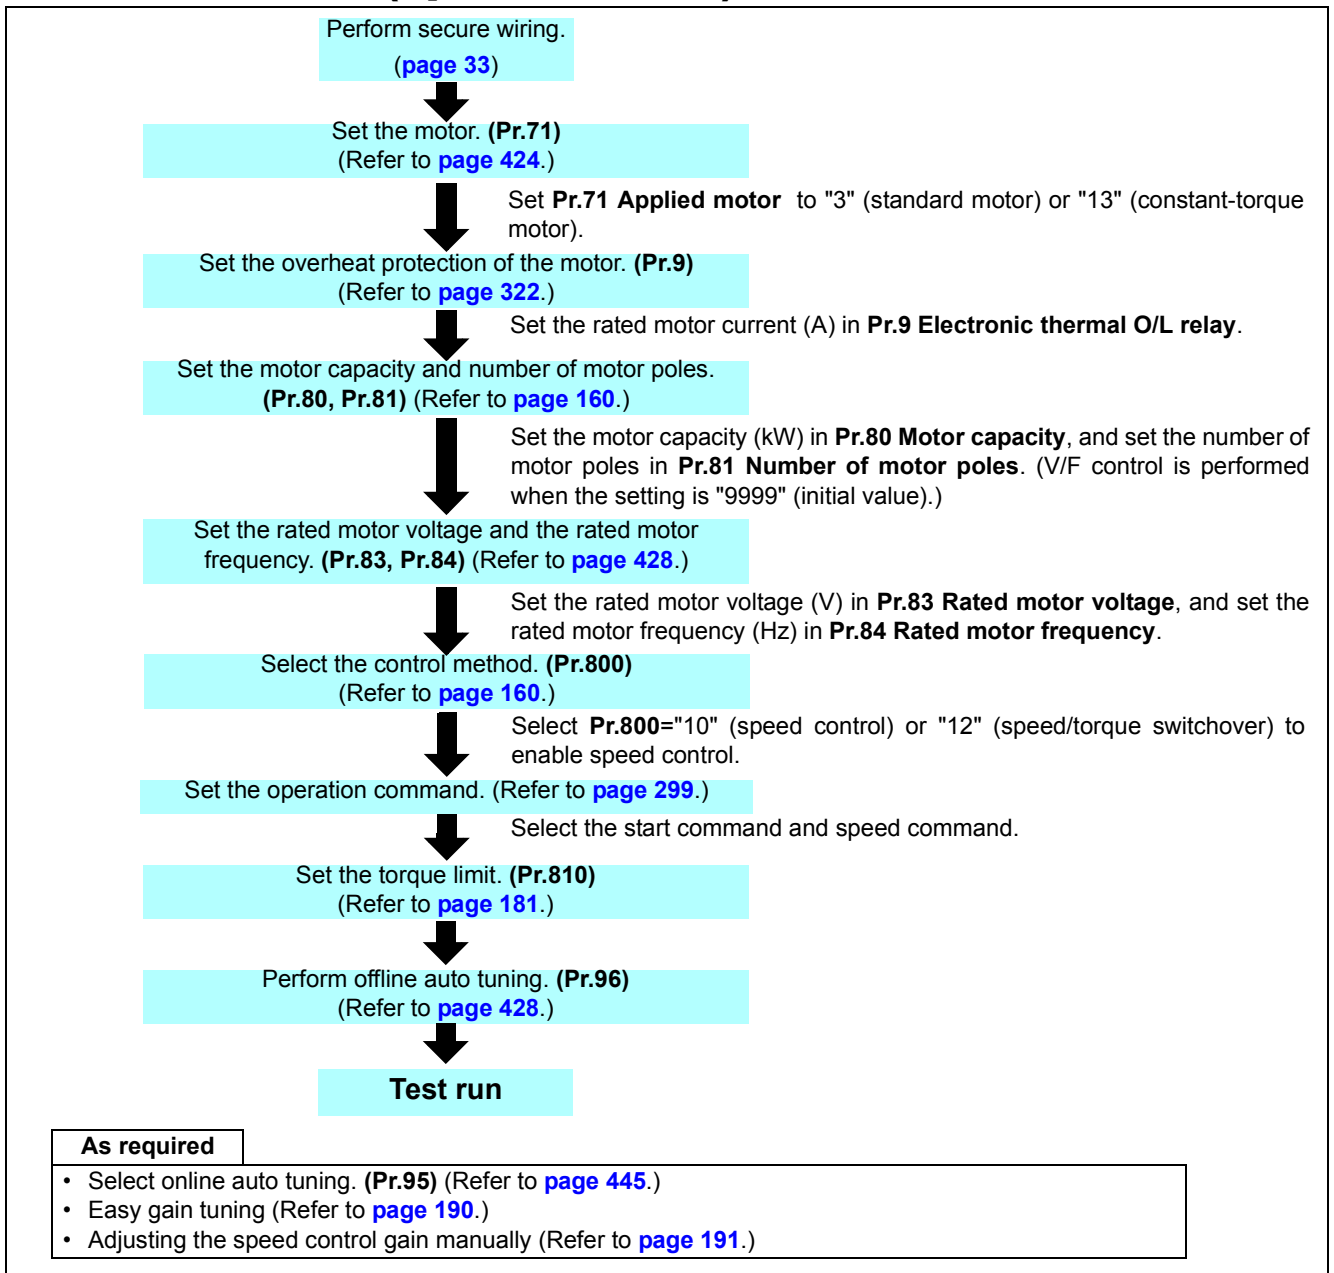 Perform secure wiring.
(page 33)
Set the motor. (Pr.71)
(Refer to page 424.)
Set Pr.71 Applied motor to "3" (standard motor) or "13" (constant-torque
motor).
Set the overheat protection of the motor. (Pr.9)
(Refer to page 322.)
Set the rated motor current (A) in Pr.9 Electronic thermal O/L relay.
Set the motor capacity and number of motor poles.
(Pr.80, Pr.81) (Refer to page 160.)
Set the motor capacity (kW) in Pr.80 Motor capacity, and set the number of
motor poles in Pr.81 Number of motor poles. (V/F control is performed
when the setting is "9999" (initial value).)
Set the rated motor voltage and the rated motor
frequency. (Pr.83, Pr.84) (Refer to page 428.)
Set the rated motor voltage (V) in Pr.83 Rated motor voltage, and set the
rated motor frequency (Hz) in Pr.84 Rated motor frequency.
Select the control method. (Pr.800)
(Refer to page 160.)
Select Pr.800="10" (speed control) or "12" (speed/torque switchover) to
enable speed control.
Set the operation command. (Refer to page 299.)
Select the start command and speed command.
Set the torque limit. (Pr.810)
(Refer to page 181.)
Perform offline auto tuning. (Pr.96)
(Refer to page 428.)
Test run
As required
• Select online auto tuning. (Pr.95) (Refer to page 445.)
• Easy gain tuning (Refer to page 190.)
• Adjusting the speed control gain manually (Refer to page 191.)